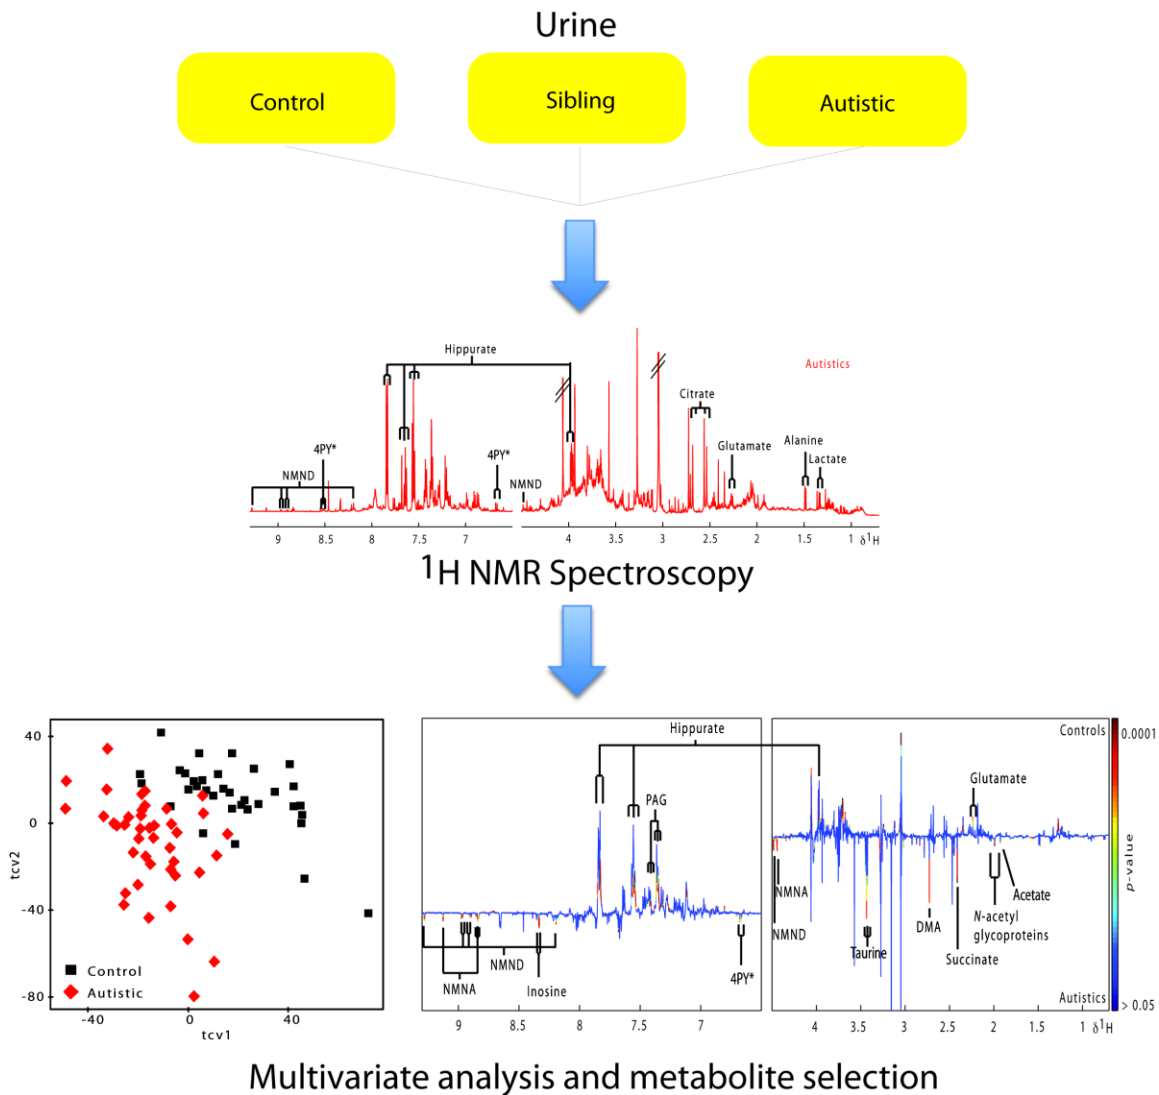 Urine
Control
Sibling
Autistic
Hippurate
Autistics
Citrate
4PY*
NMND
4PY*
NMND
Glutamate
Alanine
Lactate
9 8.5 8 7.5 7
4 3.5 3 2.5 2 1.5 1 δ¹H
¹H NMR Spectroscopy
40
0
-40
-80
tcv2
Control
Autistic
-40 0 40
tcv1
Hippurate
PAG
NMND
NMNA
Inosine
4PY*
9 8.5 8 7.5 7
Controls
Glutamate
NMNA
NMND
Taurine
DMA
Succinate
N-acetyl
glycoproteins
Acetate
Autistics
4 3.5 3 2.5 2 1.5 δ¹H
0.0001
p-value
> 0.05
Multivariate analysis and metabolite selection